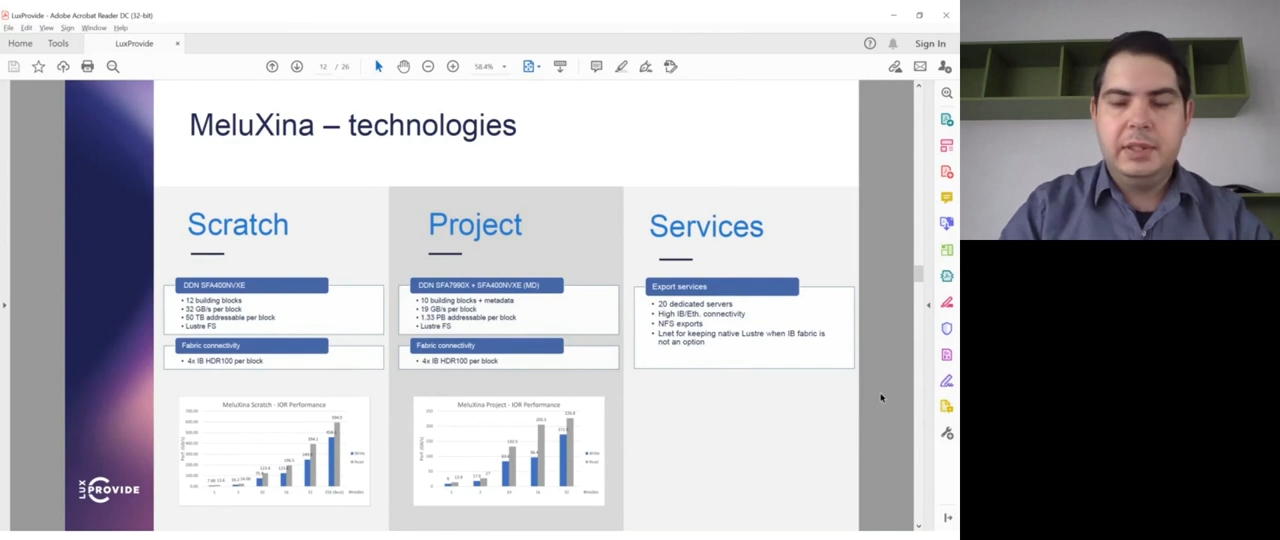 LuxProvide - Adobe Acrobat Reader DC (32-bit)
File Edit View Sign Window Help
Home Tools LuxProvide × Sign In
12 / 26 58.4%
MeluXina – technologies
Scratch
DDN SFA400NVXE
• 12 building blocks
• 32 GB/s per block
• 50 TB addressable per block
• Lustre FS
Fabric connectivity
• 4x IB HDR100 per block
MeluXina Scratch - IOR Performance
Project
DDN SFA7990X + SFA400NVXE (MD)
• 10 building blocks + metadata
• 19 GB/s per block
• 1.33 PB addressable per block
• Lustre FS
Fabric connectivity
• 4x IB HDR100 per block
MeluXina Project - IOR Performance
Services
Export services
• 20 dedicated servers
• High IB/Eth. connectivity
• NFS exports
• Lnet for keeping native Lustre when IB fabric is
not an option
LUX
PROVIDE